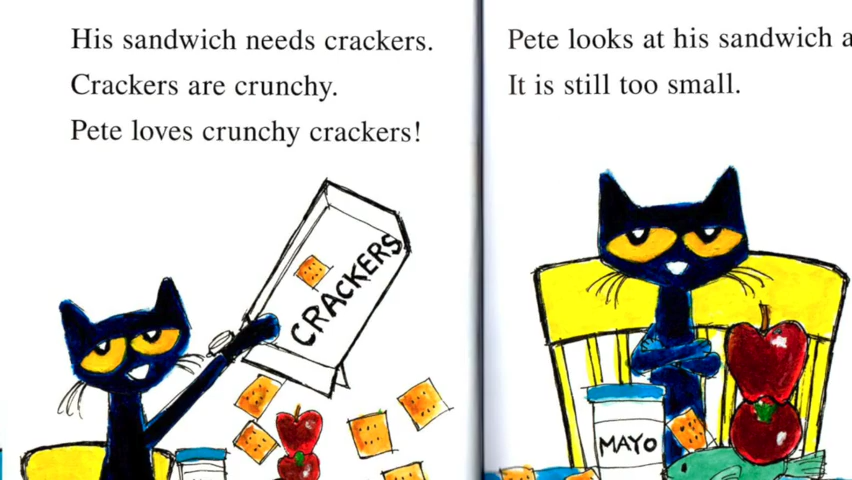 His sandwich needs crackers.
Crackers are crunchy.
Pete loves crunchy crackers!
CRACKERS
Pete looks at his sandwich
It is still too small.
MAYO